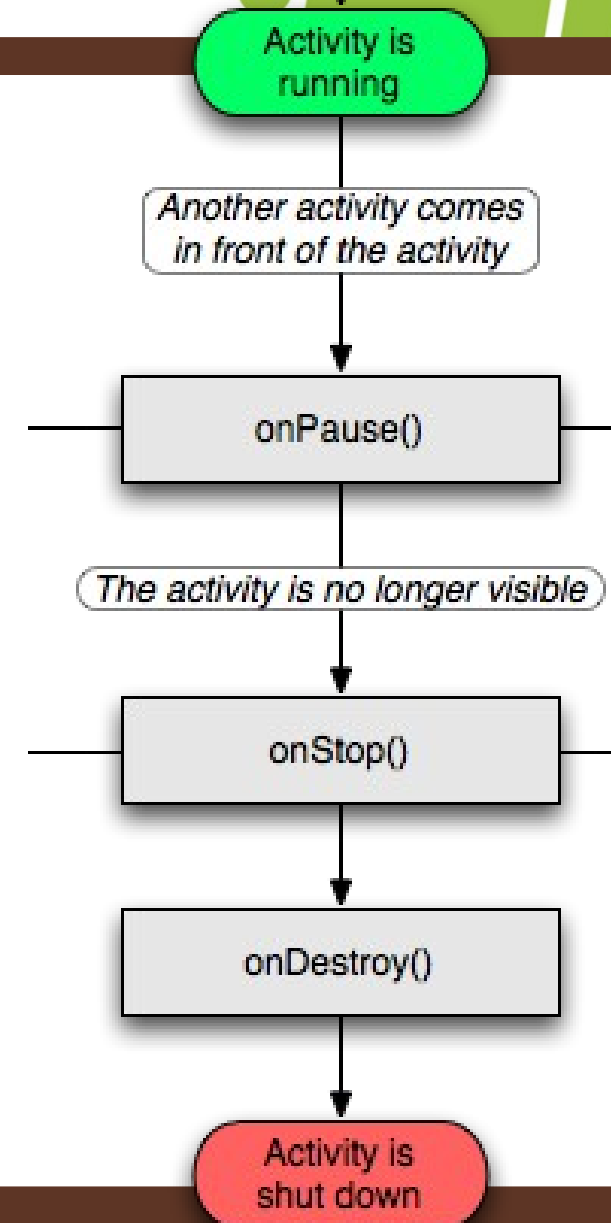 Activity is
running
Another activity comes
in front of the activity
onPause()
The activity is no longer visible
onStop()
onDestroy()
Activity is
shut down